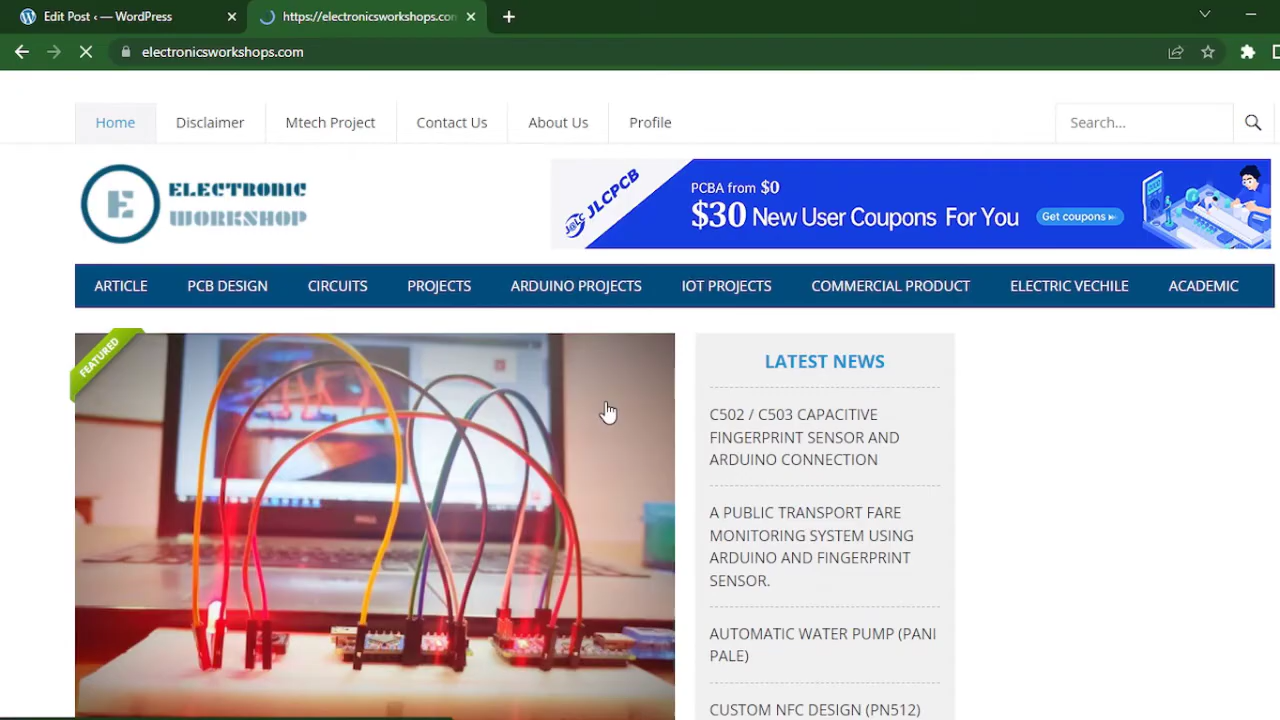 Edit Post ‹ — WordPress
https://electronicsworkshops.con
electronicsworkshops.com
Home
Disclaimer
Mtech Project
Contact Us
About Us
Profile
Search...
E
ELECTRONIC
WORKSHOP
JLCPCB
PCBA from $0
$30 New User Coupons For You
Get coupons
ARTICLE
PCB DESIGN
CIRCUITS
PROJECTS
ARDUINO PROJECTS
IOT PROJECTS
COMMERCIAL PRODUCT
ELECTRIC VECHILE
ACADEMIC
FEATURED
LATEST NEWS
C502 / C503 CAPACITIVE
FINGERPRINT SENSOR AND
ARDUINO CONNECTION
A PUBLIC TRANSPORT FARE
MONITORING SYSTEM USING
ARDUINO AND FINGERPRINT
SENSOR.
AUTOMATIC WATER PUMP (PANI
PALE)
CUSTOM NFC DESIGN (PN512)